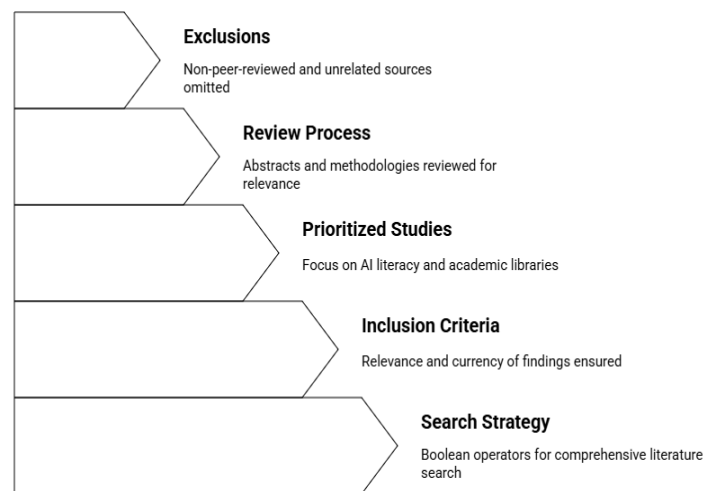 Exclusions
Non-peer-reviewed and unrelated sources
omitted
Review Process
Abstracts and methodologies reviewed for
relevance
Prioritized Studies
Focus on AI literacy and academic libraries
Inclusion Criteria
Relevance and currency of findings ensured
Search Strategy
Boolean operators for comprehensive literature
search